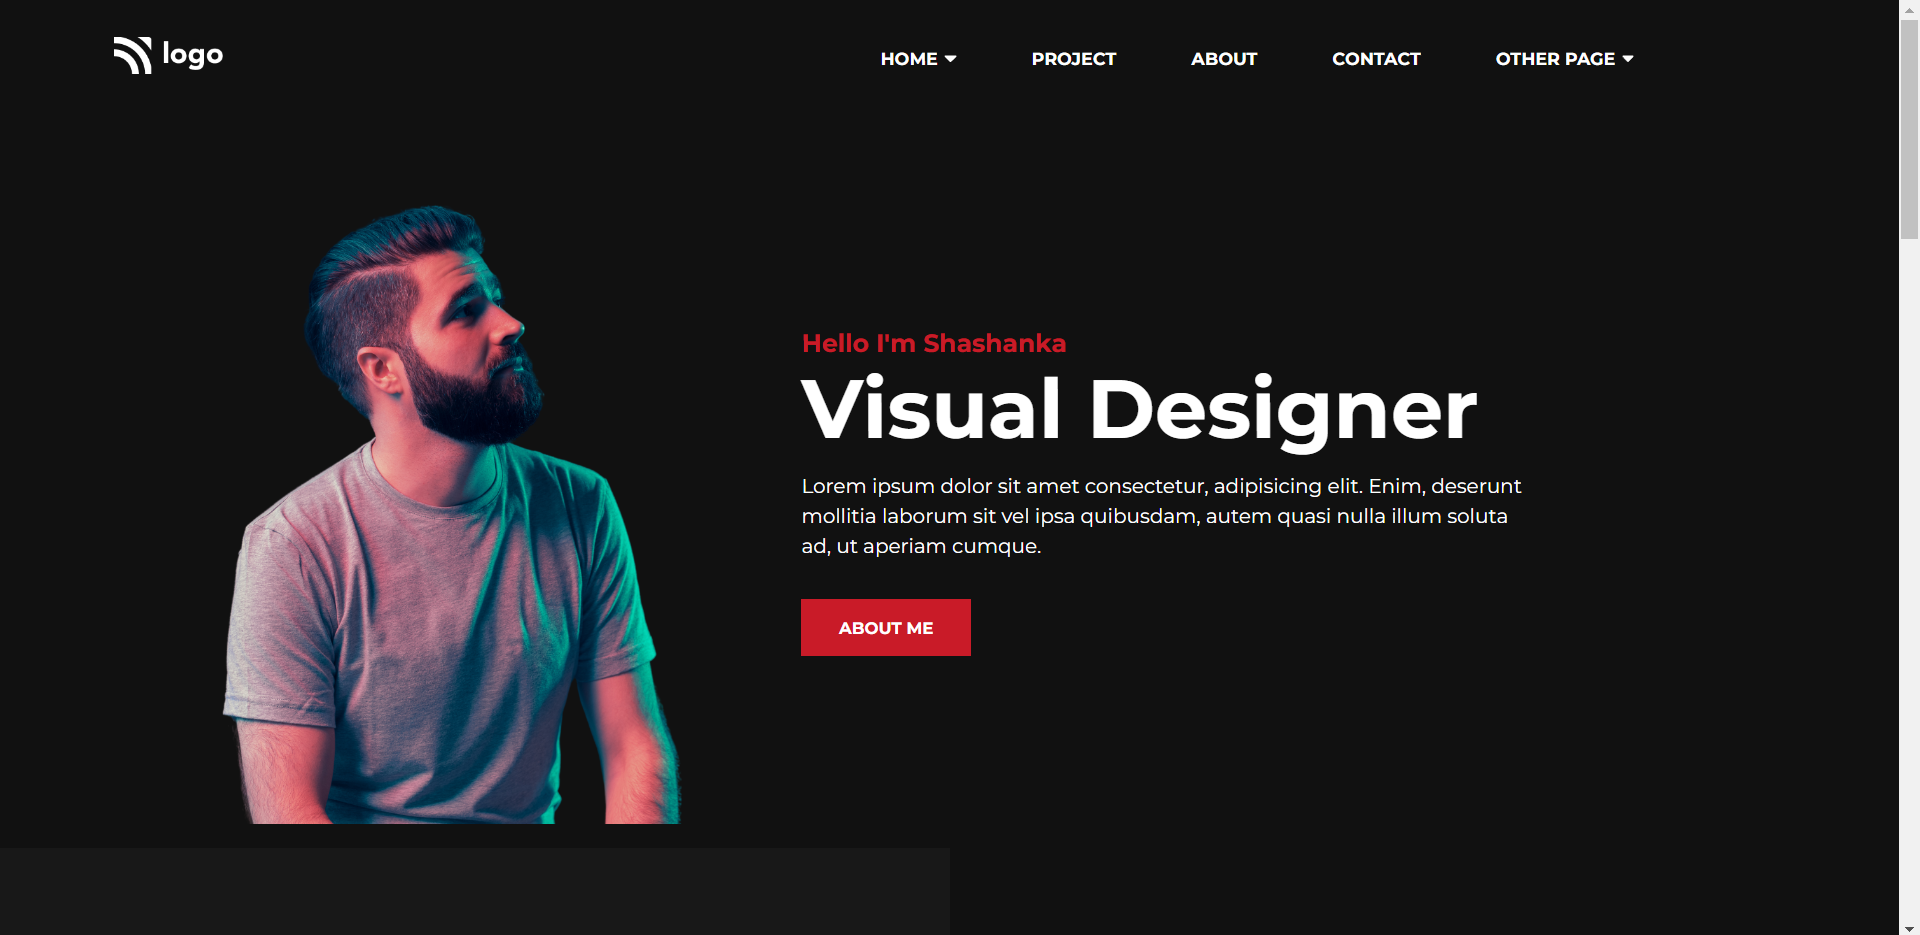 logo
HOME
PROJECT
ABOUT
CONTACT
OTHER PAGE
Hello I'm Shashanka
Visual Designer
Lorem ipsum dolor sit amet consectetur, adipisicing elit. Enim, deserunt
mollitia laborum sit vel ipsa quibusdam, autem quasi nulla illum soluta
ad, ut aperiam cumque.
ABOUT ME